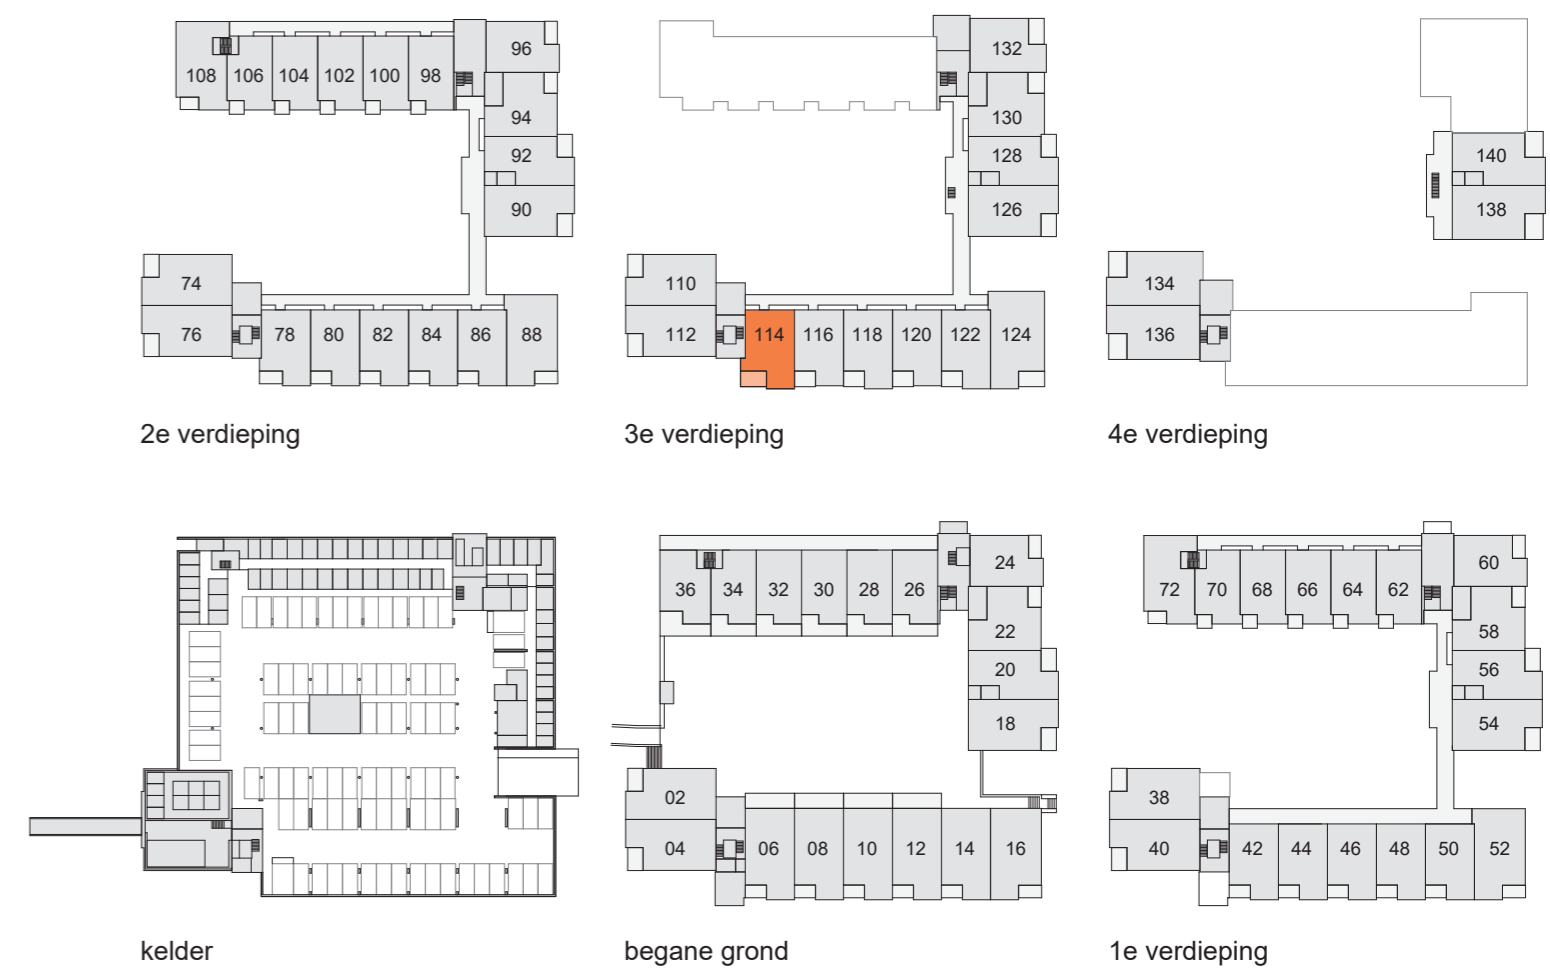 108 106 104 102 100 98 96
94
92
90
74
76 78 80 82 84 86 88
2e verdieping
132
130
128
126
110
112 114 116 118 120 122 124
3e verdieping
140
138
134
136
4e verdieping
kelder
36 34 32 30 28 26 24
22
20
18
02
04 06 08 10 12 14 16
begane grond
72 70 68 66 64 62 60
58
56
54
38
40 42 44 46 48 50 52
1e verdieping